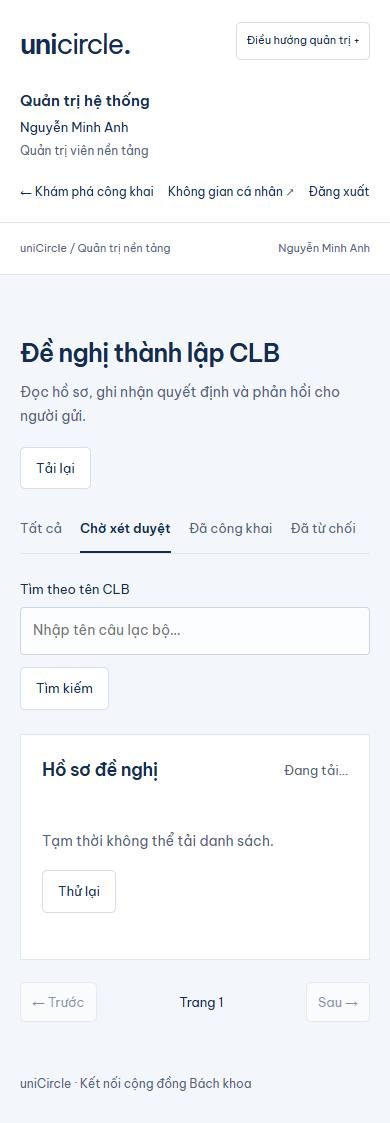 unicircle.
Điều hướng quản trị +
Quản trị hệ thống
Nguyễn Minh Anh
Quản trị viên nền tảng
← Khám phá công khai Không gian cá nhân ↗ Đăng xuất
uniCircle / Quản trị nền tảng Nguyễn Minh Anh
Đề nghị thành lập CLB
Đọc hồ sơ, ghi nhận quyết định và phản hồi cho
người gửi.
Tải lại
Tất cả Chờ xét duyệt Đã công khai Đã từ chối
Tìm theo tên CLB
Nhập tên câu lạc bộ...
Tìm kiếm
Hồ sơ đề nghị Đang tải...
Tạm thời không thể tải danh sách.
Thử lại
← Trước Trang 1 Sau →
uniCircle · Kết nối cộng đồng Bách khoa